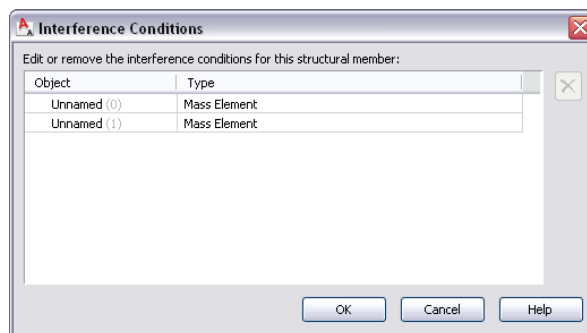 Interference Conditions
Edit or remove the interference conditions for this structural member:
Object Type
Unnamed (0) Mass Element
Unnamed (1) Mass Element
OK Cancel Help